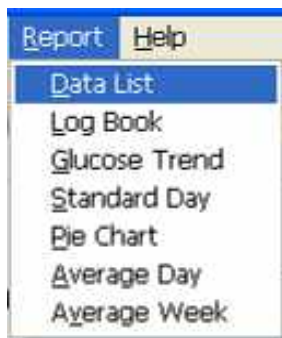 Report Help
Data List
Log Book
Glucose Trend
Standard Day
Pie Chart
Average Day
Average Week